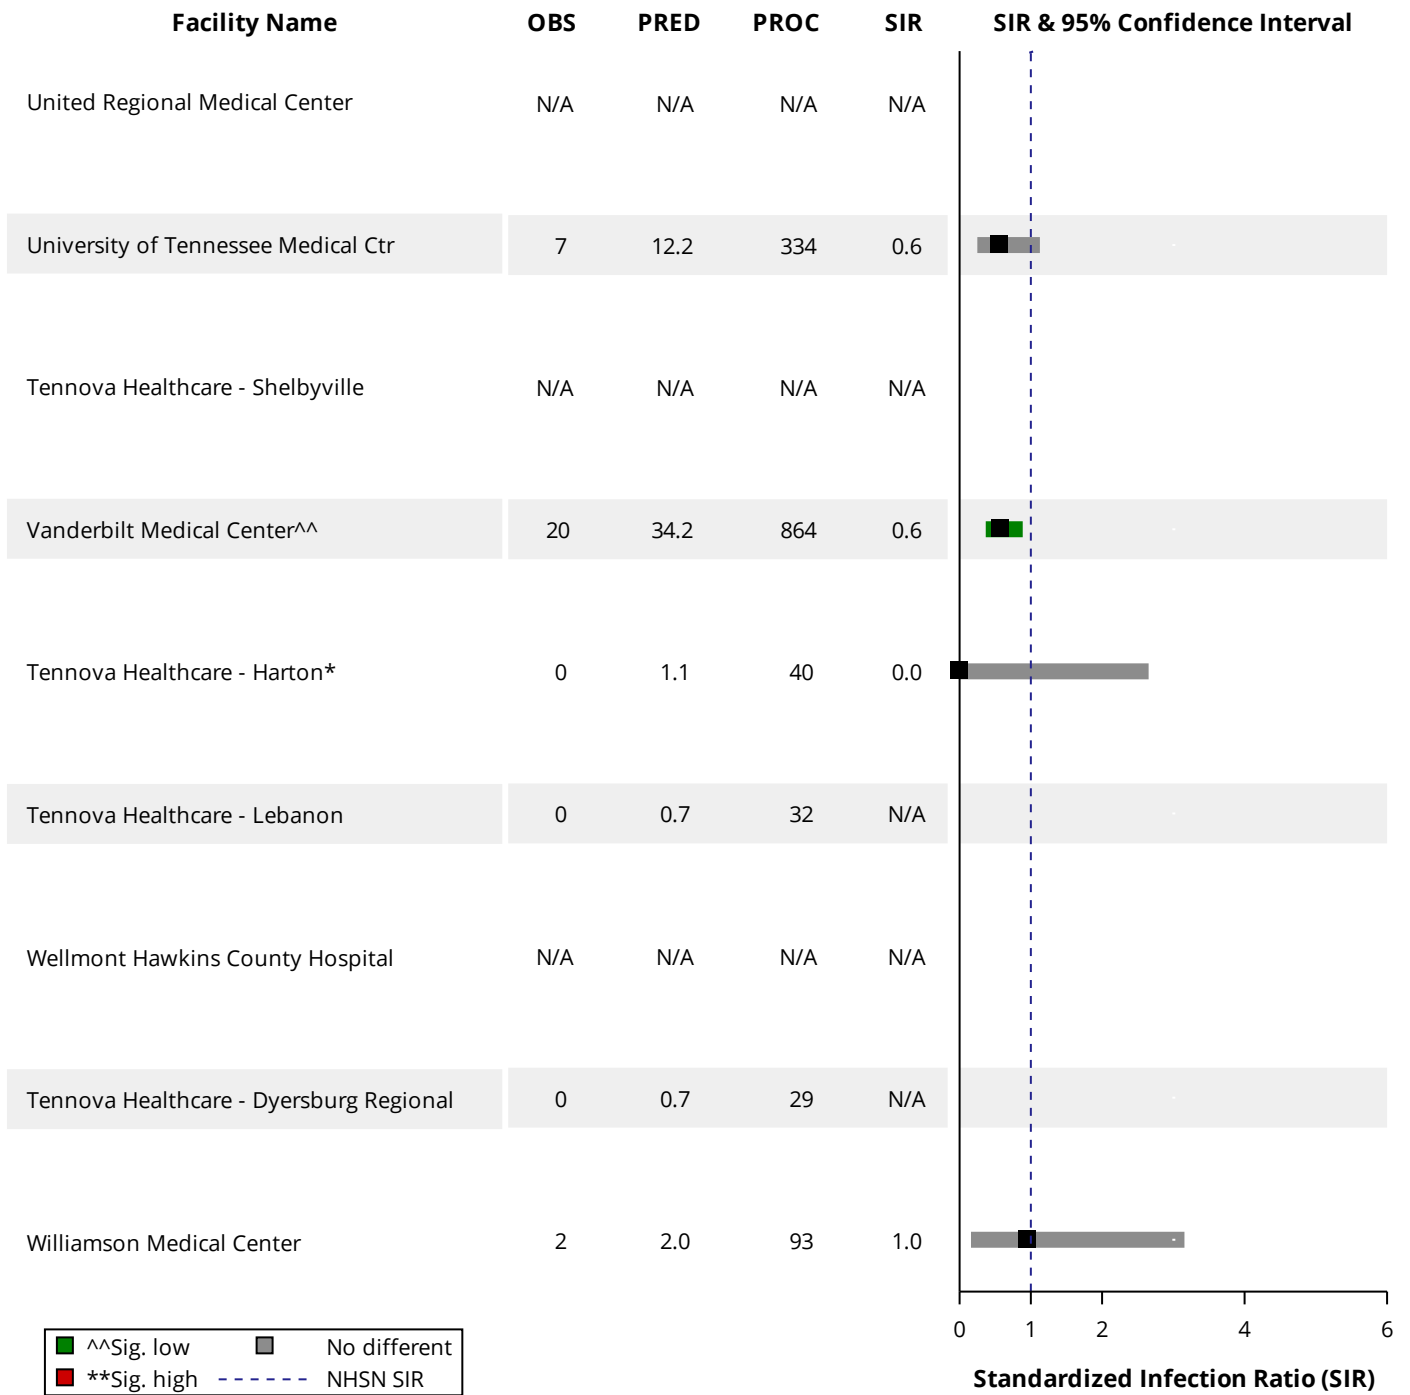 Facility Name OBS PRED PROC SIR SIR & 95% Confidence Interval
United Regional Medical Center N/A N/A N/A N/A
University of Tennessee Medical Ctr 7 12.2 334 0.6
Tennova Healthcare - Shelbyville N/A N/A N/A N/A
Vanderbilt Medical Center^^ 20 34.2 864 0.6
Tennova Healthcare - Harton* 0 1.1 40 0.0
Tennova Healthcare - Lebanon 0 0.7 32 N/A
Wellmont Hawkins County Hospital N/A N/A N/A N/A
Tennova Healthcare - Dyersburg Regional 0 0.7 29 N/A
Williamson Medical Center 2 2.0 93 1.0
0 1 2 4 6
Standardized Infection Ratio (SIR)
^^Sig. low No different
**Sig. high NHSN SIR